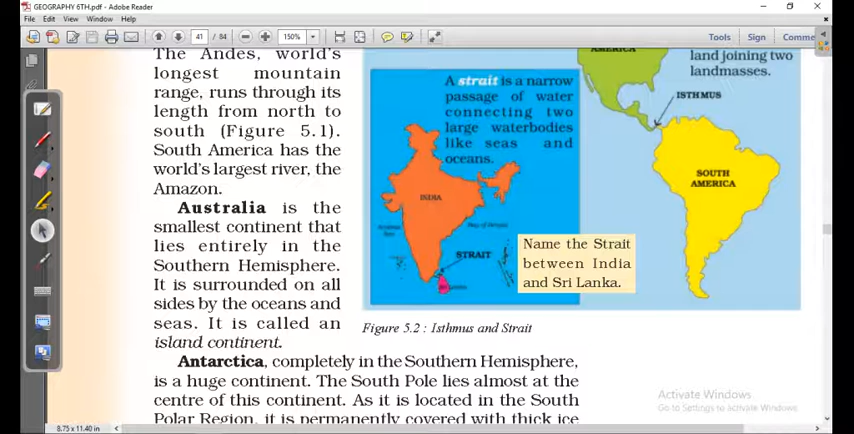 GEOGRAPHY 6TH.pdf - Adobe Reader
File Edit View Window Help
41 / 84
150%
Tools Sign Comme
The Andes, world's
longest mountain
range, runs through its
length from north to
south (Figure 5.1).
South America has the
world's largest river, the
Amazon.
Australia is the
smallest continent that
lies entirely in the
Southern Hemisphere.
It is surrounded on all
sides by the oceans and
seas. It is called an
island continent.
A strait is a narrow
passage of water
connecting two
large waterbodies
like seas and
oceans.
INDIA
STRAIT
Name the Strait
between India
and Sri Lanka.
AMERICA
land joining two
landmasses.
ISTHMUS
SOUTH
AMERICA
Figure 5.2 : Isthmus and Strait
Antarctica, completely in the Southern Hemisphere,
is a huge continent. The South Pole lies almost at the
centre of this continent. As it is located in the South
Polar Region, it is permanently covered with thick ice
Activate Windows
Go to Settings to activate Windows.
8.75 x 11.40 in